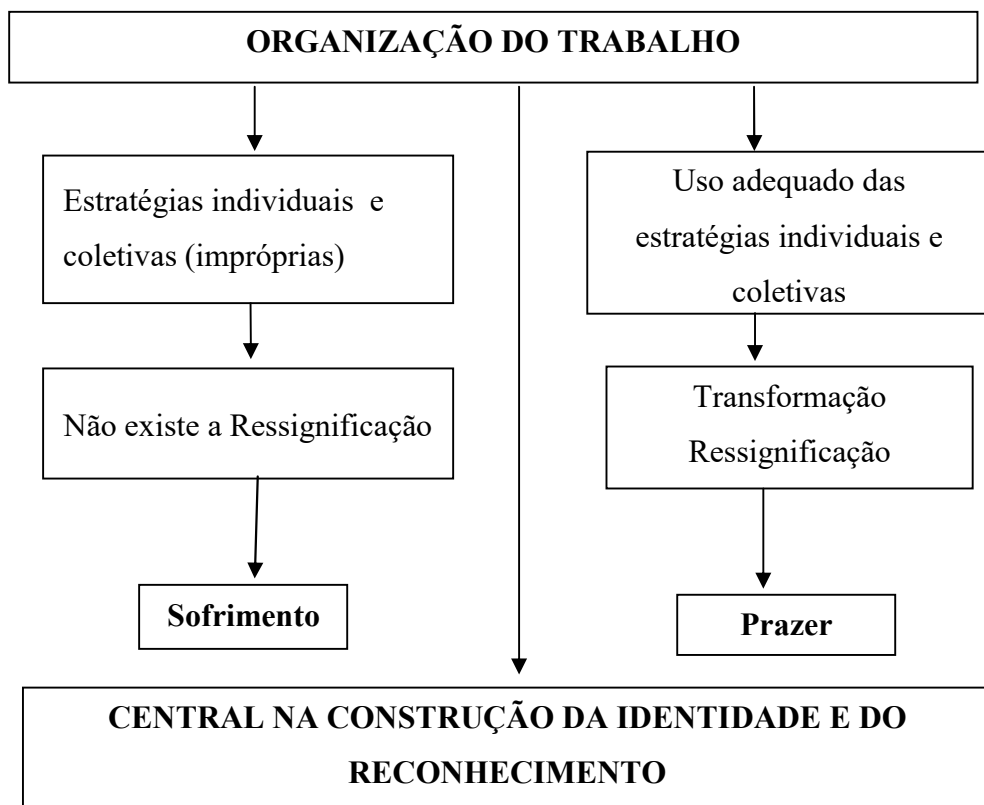 ORGANIZAÇÃO DO TRABALHO
Estratégias individuais e
coletivas (impróprias)
Uso adequado das
estratégias individuais e
coletivas
Não existe a Ressignificação
Transformação
Ressignificação
Sofrimento
Prazer
CENTRAL NA CONSTRUÇÃO DA IDENTIDADE E DO
RECONHECIMENTO